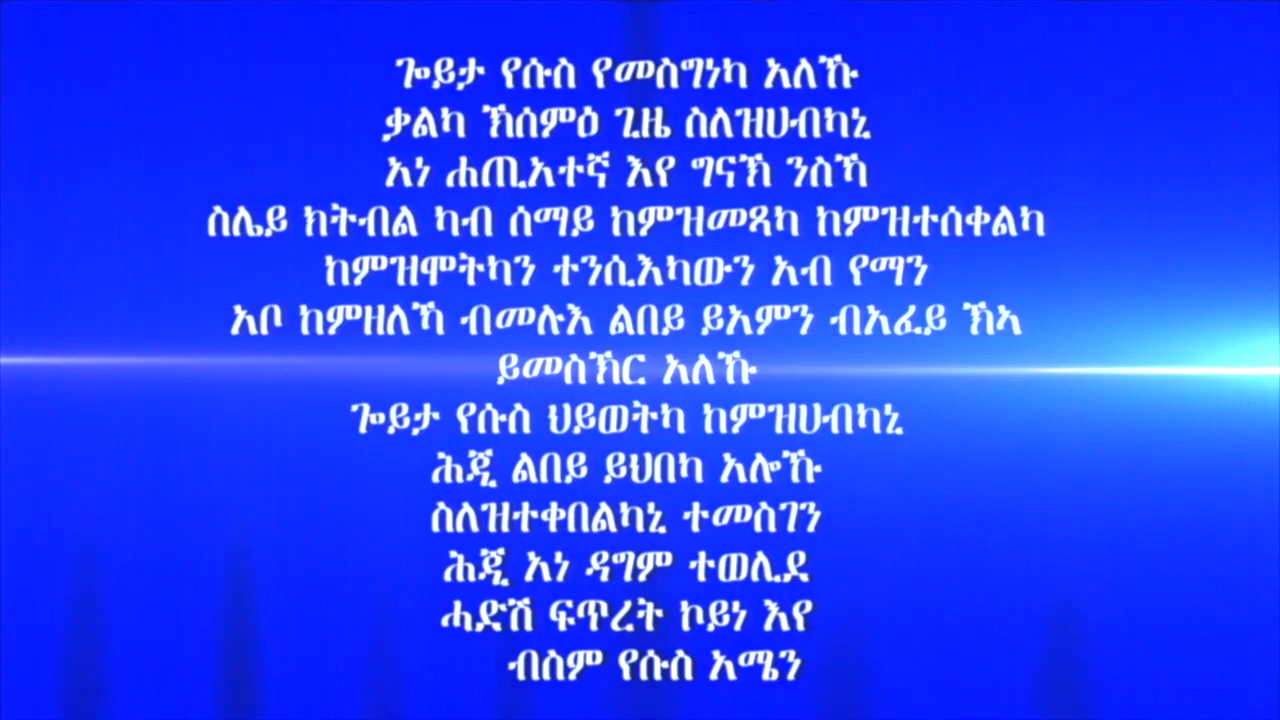 ጐይታ የሱስ የመስግነካ አለኹ
ቃልካ ኽሰምዕ ጊዜ ስለዝሀብካኒ
አነ ሐጢአተኛ እየ ግናኽ ንስኻ
ስሌይ ክትብል ካብ ሰማይ ከምዝመጻካ ከምዝተሰቀልካ
ከምዝሞትካን ተንሲእካውን አብ የማን
አቦ ከምዘለኻ ብመሉእ ልበይ ይአምን ብአፈይ ኽኣ
ይመስኽር አለኹ
ጐይታ የሱስ ህይወትካ ከምዝሀብካኒ
ሕጂ ልበይ ይህበካ አሎኹ
ስለዝተቀበልካኒ ተመስገን
ሕጂ አነ ዳግም ተወሊደ
ሓድሽ ፍጥረት ኮይነ እየ
ብስም የሱስ አሜን